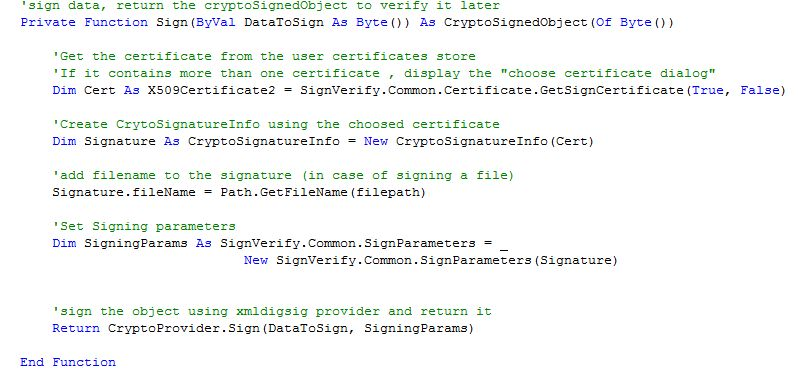 'sign data, return the cryptoSignedObject to verify it later
Private Function Sign(ByVal DataToSign As Byte()) As CryptoSignedObject(Of Byte())
'Get the certificate from the user certificates store
'If it contains more than one certificate , display the "choose certificate dialog"
Dim Cert As X509Certificate2 = SignVerify.Common.Certificate.GetSignCertificate(True, False)
'Create CrytoSignatureInfo using the choosed certificate
Dim Signature As CryptoSignatureInfo = New CryptoSignatureInfo(Cert)
'add filename to the signature (in case of signing a file)
Signature.fileName = Path.GetFileName(filepath)
'Set Signing parameters
Dim SigningParams As SignVerify.Common.SignParameters = _
New SignVerify.Common.SignParameters(Signature)
'sign the object using xmldigsig provider and return it
Return CryptoProvider.Sign(DataToSign, SigningParams)
End Function